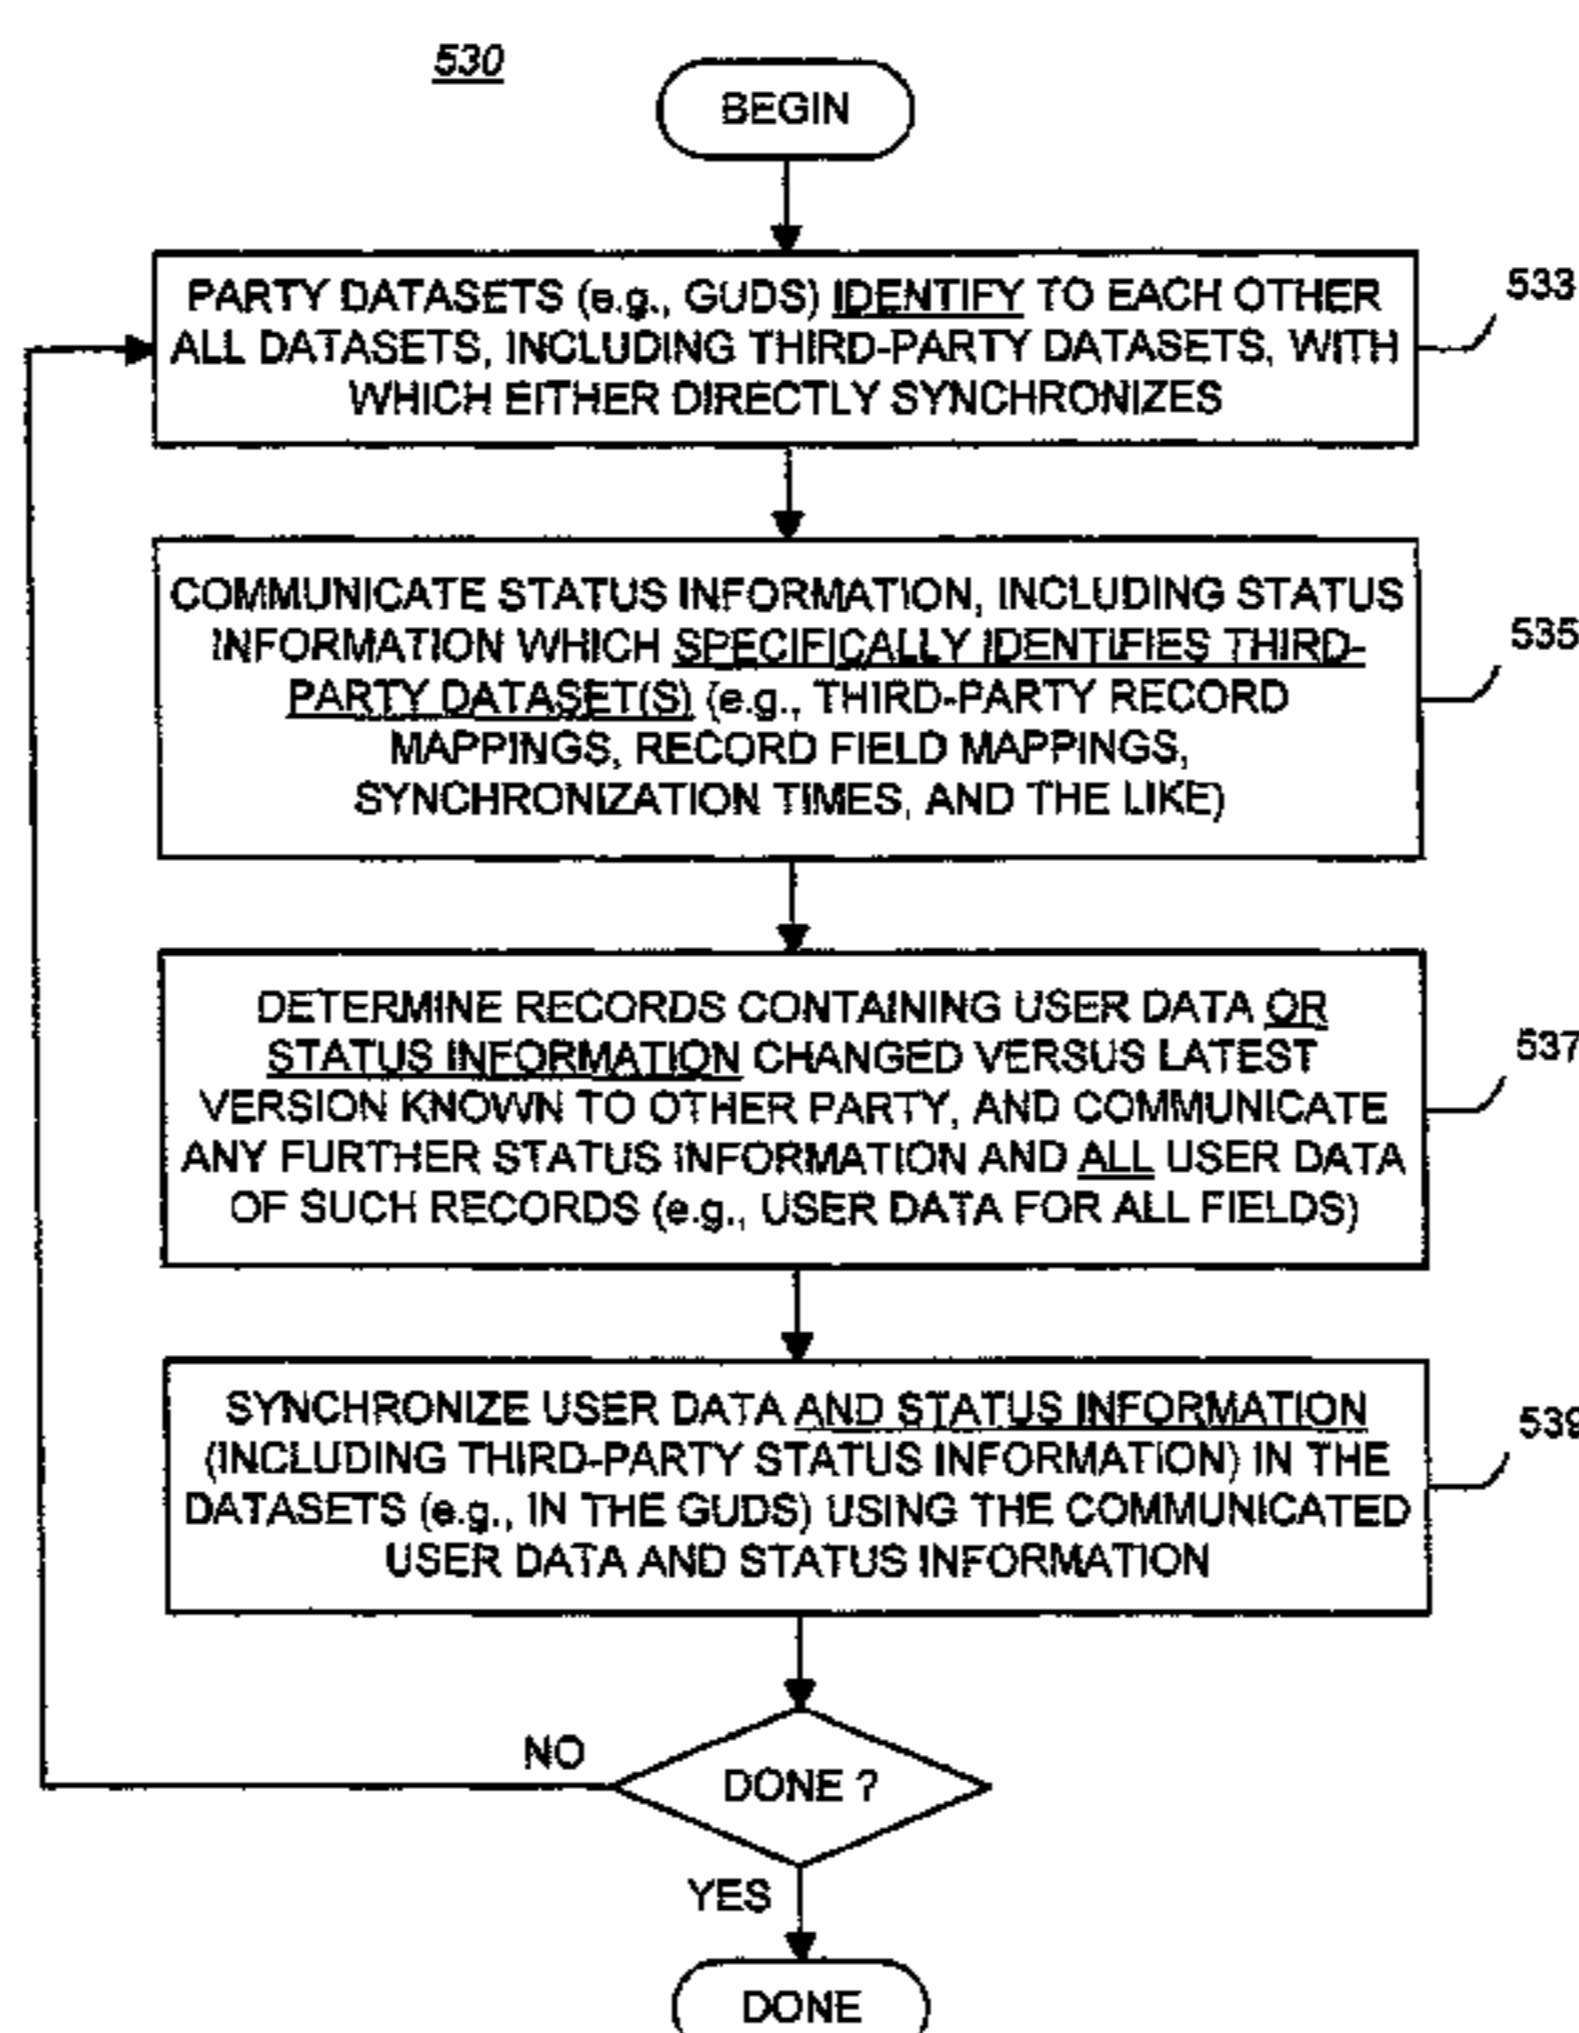 530
BEGIN
PARTY DATASETS (e.g., GUDS) IDENTIFY TO EACH OTHER
ALL DATASETS, INCLUDING THIRD-PARTY DATASETS, WITH
WHICH EITHER DIRECTLY SYNCHRONIZES
533
COMMUNICATE STATUS INFORMATION, INCLUDING STATUS
INFORMATION WHICH SPECIFICALLY IDENTIFIES THIRD-
PARTY DATASET(S) (e.g., THIRD-PARTY RECORD
MAPPINGS, RECORD FIELD MAPPINGS,
SYNCHRONIZATION TIMES, AND THE LIKE)
535
DETERMINE RECORDS CONTAINING USER DATA OR
STATUS INFORMATION CHANGED VERSUS LATEST
VERSION KNOWN TO OTHER PARTY, AND COMMUNICATE
ANY FURTHER STATUS INFORMATION AND ALL USER DATA
OF SUCH RECORDS (e.g., USER DATA FOR ALL FIELDS)
537
SYNCHRONIZE USER DATA AND STATUS INFORMATION
(INCLUDING THIRD-PARTY STATUS INFORMATION) IN THE
DATASETS (e.g., IN THE GUDS) USING THE COMMUNICATED
USER DATA AND STATUS INFORMATION
539
NO
DONE ?
YES
DONE